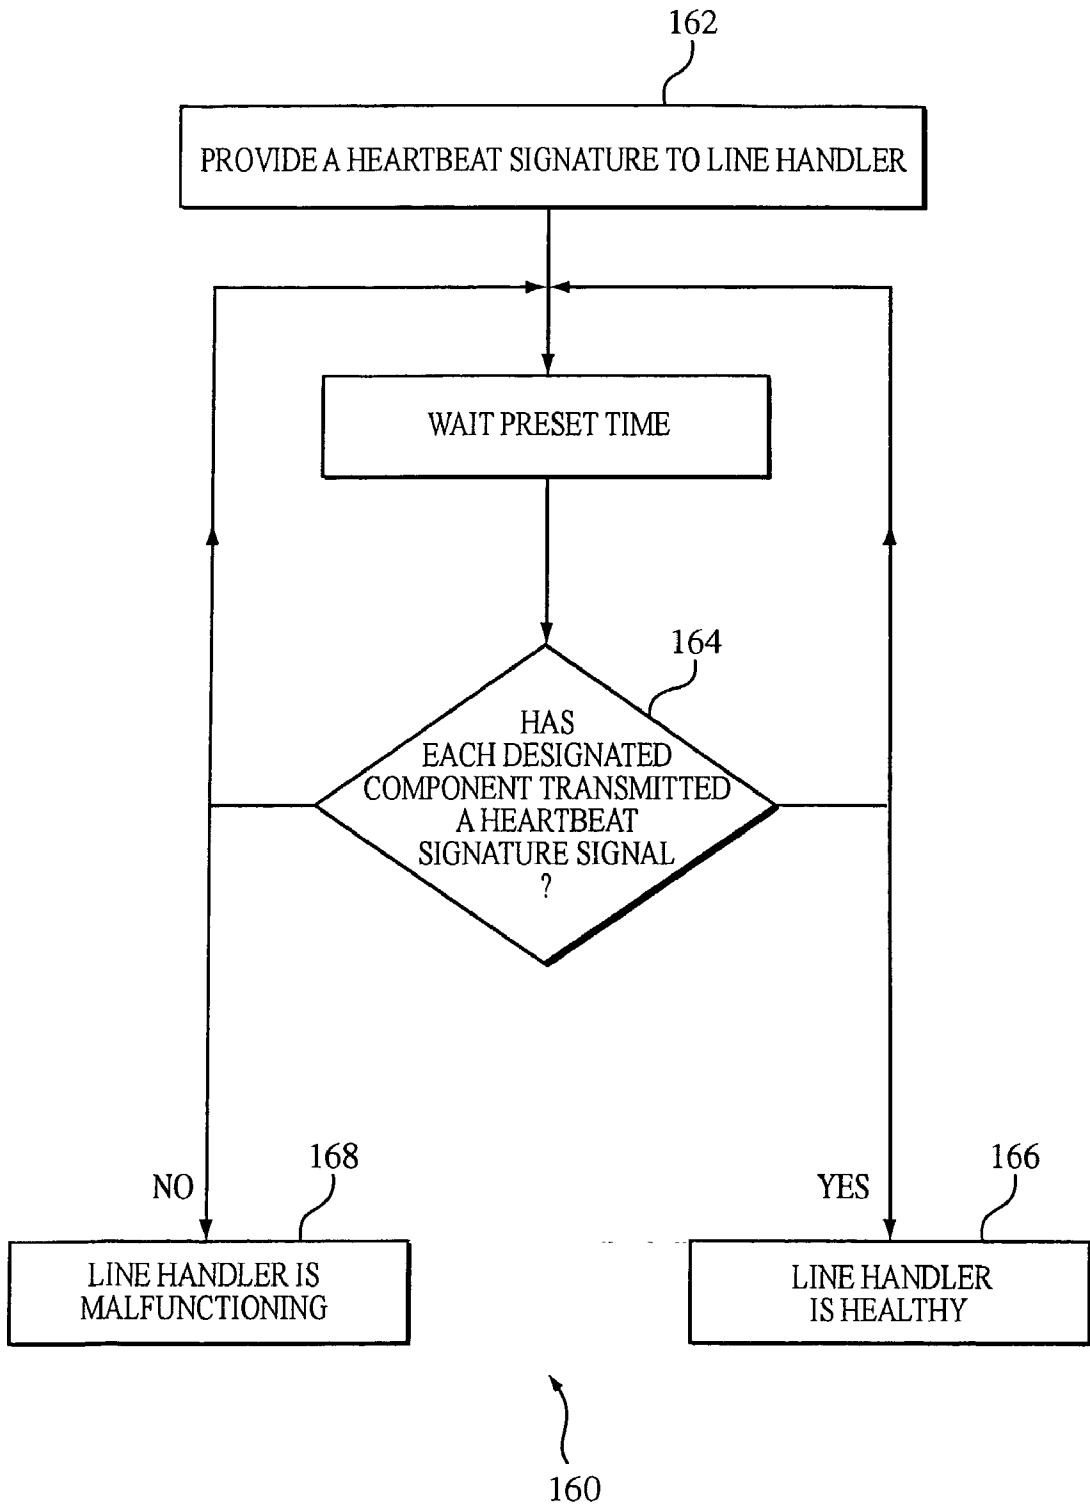 162
PROVIDE A HEARTBEAT SIGNATURE TO LINE HANDLER
WAIT PRESET TIME
164
HAS
EACH DESIGNATED
COMPONENT TRANSMITTED
A HEARTBEAT
SIGNATURE SIGNAL
?
NO
168
YES
166
LINE HANDLER IS
MALFUNCTIONING
LINE HANDLER
IS HEALTHY
160